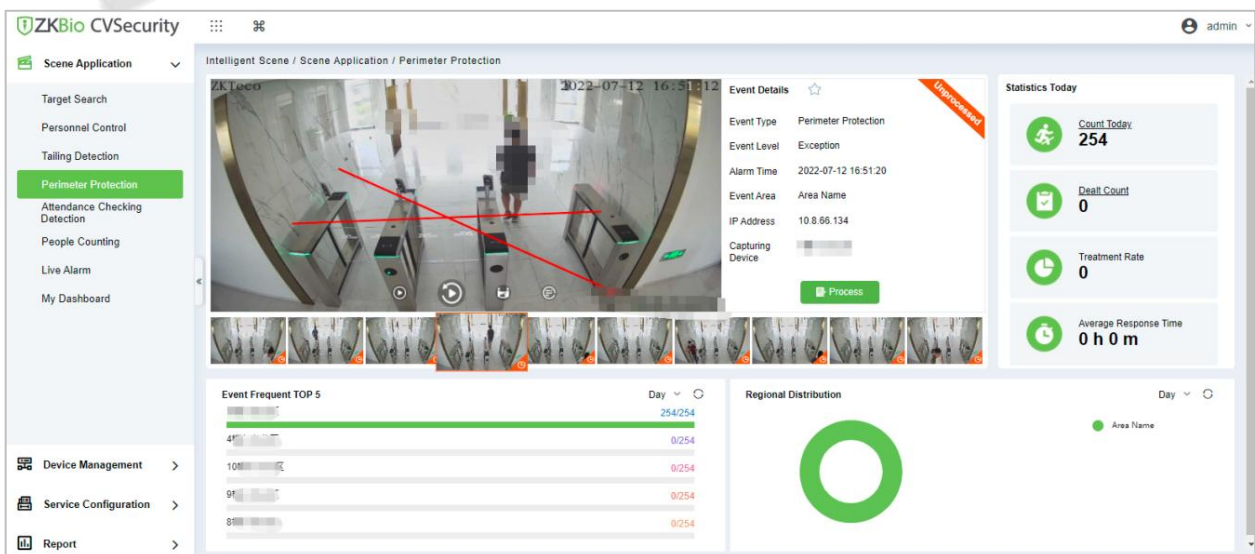 ZKBio CVSecurity
admin
Scene Application
Target Search
Personnel Control
Tailing Detection
Perimeter Protection
Attendance Checking
Detection
People Counting
Live Alarm
My Dashboard
Device Management
Service Configuration
Report
Intelligent Scene / Scene Application / Perimeter Protection
ZKTeco
2022-07-12 16:51:12
Event Details
Unprocessed
Event Type Perimeter Protection
Event Level Exception
Alarm Time 2022-07-12 16:51:20
Event Area Area Name
IP Address 10.8.66.134
Capturing
Device
Process
Statistics Today
Count Today
254
Dealt Count
0
Treatment Rate
0
Average Response Time
0 h 0 m
Event Frequent TOP 5
Day
254/254
0/254
0/254
0/254
0/254
Regional Distribution
Day
Area Name